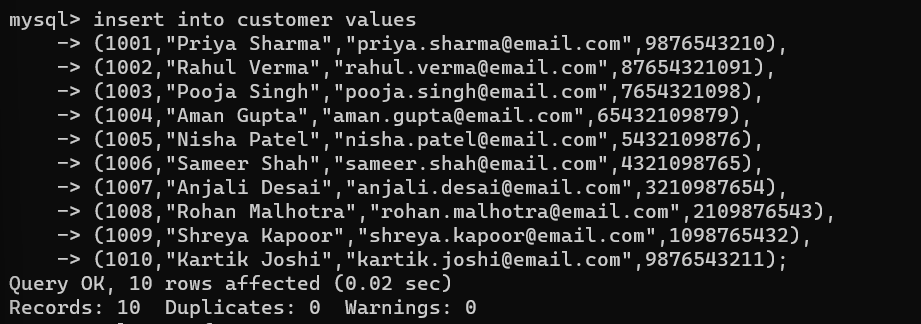 mysql> insert into customer values
    -> (1001,"Priya Sharma","priya.sharma@email.com",9876543210),
    -> (1002,"Rahul Verma","rahul.verma@email.com",87654321091),
    -> (1003,"Pooja Singh","pooja.singh@email.com",7654321098),
    -> (1004,"Aman Gupta","aman.gupta@email.com",65432109879),
    -> (1005,"Nisha Patel","nisha.patel@email.com",5432109876),
    -> (1006,"Sameer Shah","sameer.shah@email.com",4321098765),
    -> (1007,"Anjali Desai","anjali.desai@email.com",3210987654),
    -> (1008,"Rohan Malhotra","rohan.malhotra@email.com",2109876543),
    -> (1009,"Shreya Kapoor","shreya.kapoor@email.com",1098765432),
    -> (1010,"Kartik Joshi","kartik.joshi@email.com",9876543211);
Query OK, 10 rows affected (0.02 sec)
Records: 10  Duplicates: 0  Warnings: 0